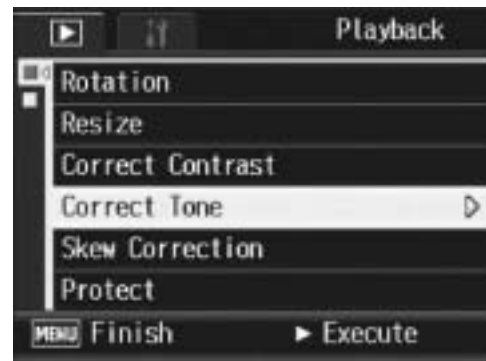 Playback
Rotation
Resize
Correct Contrast
Correct Tone
Skew Correction
Protect
MENU Finish ► Execute